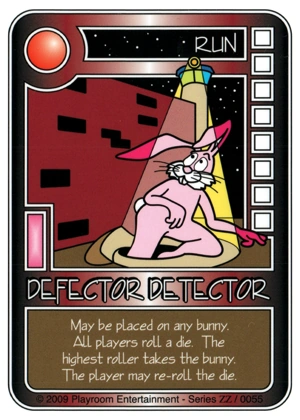 RUN
DEFECTOR DETECTOR
May be placed on any bunny.
All players roll a die. The
highest roller takes the bunny.
The player may re-roll the die.
© 2009 Playroom Entertainment - Series ZZ / 0055